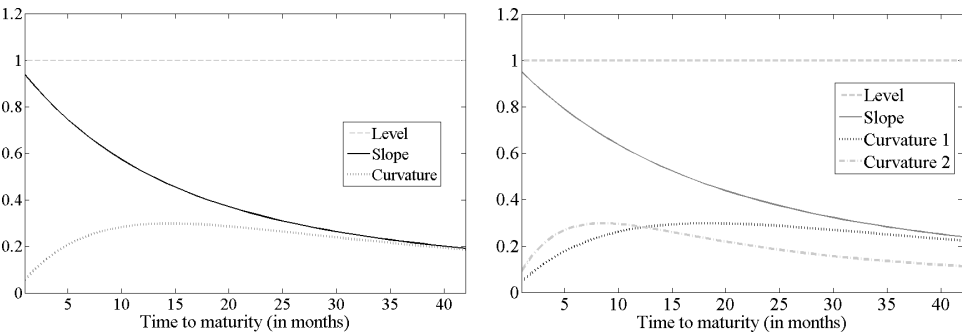 1.2
1
0.8
0.6
0.4
0.2
0
5 10 15 20 25 30 35 40
Time to maturity (in months)
Level
Slope
Curvature
1.2
1
0.8
0.6
0.4
0.2
0
5 10 15 20 25 30 35 40
Time to maturity (in months)
Level
Slope
Curvature 1
Curvature 2